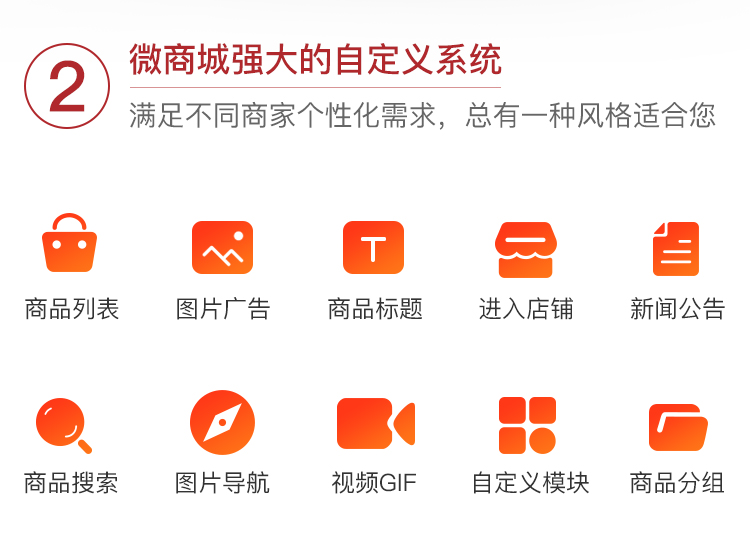 2
微商城强大的自定义系统
满足不同商家个性化需求，总有一种风格适合您
T
商品列表 图片广告 商品标题 进入店铺 新闻公告
商品搜索 图片导航 视频GIF 自定义模块 商品分组